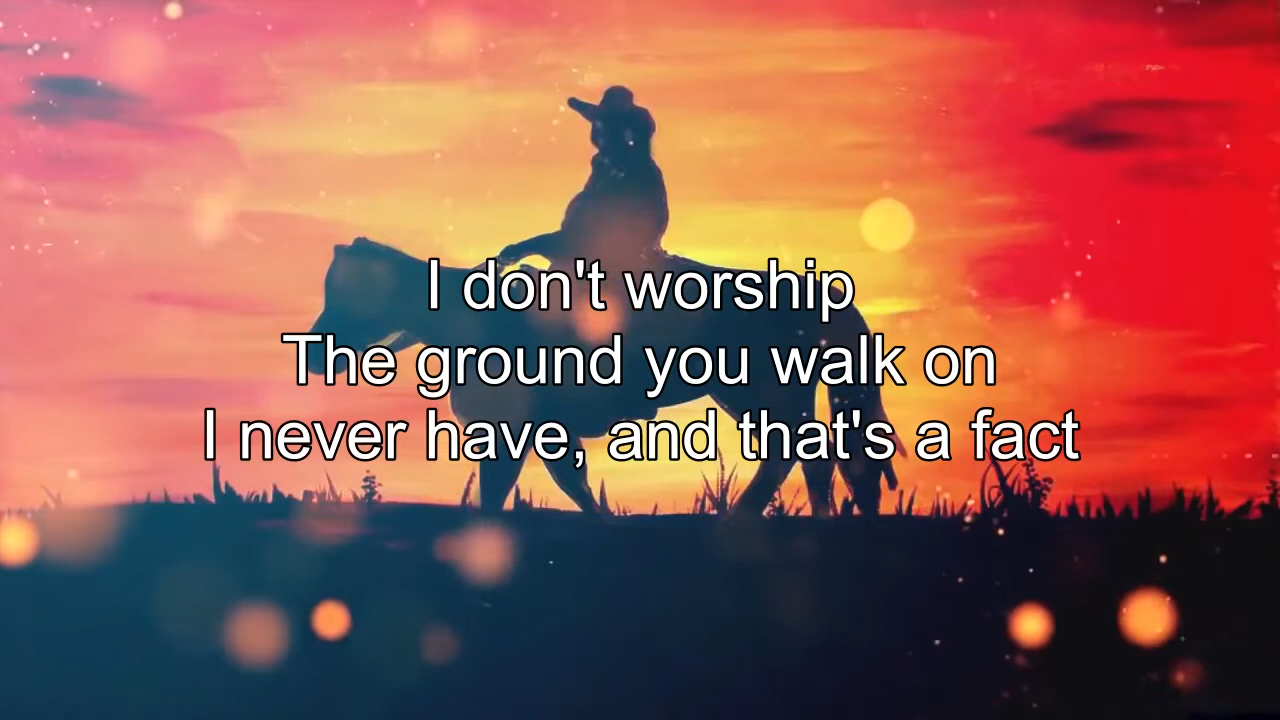 I don't worship
The ground you walk on
I never have, and that's a fact